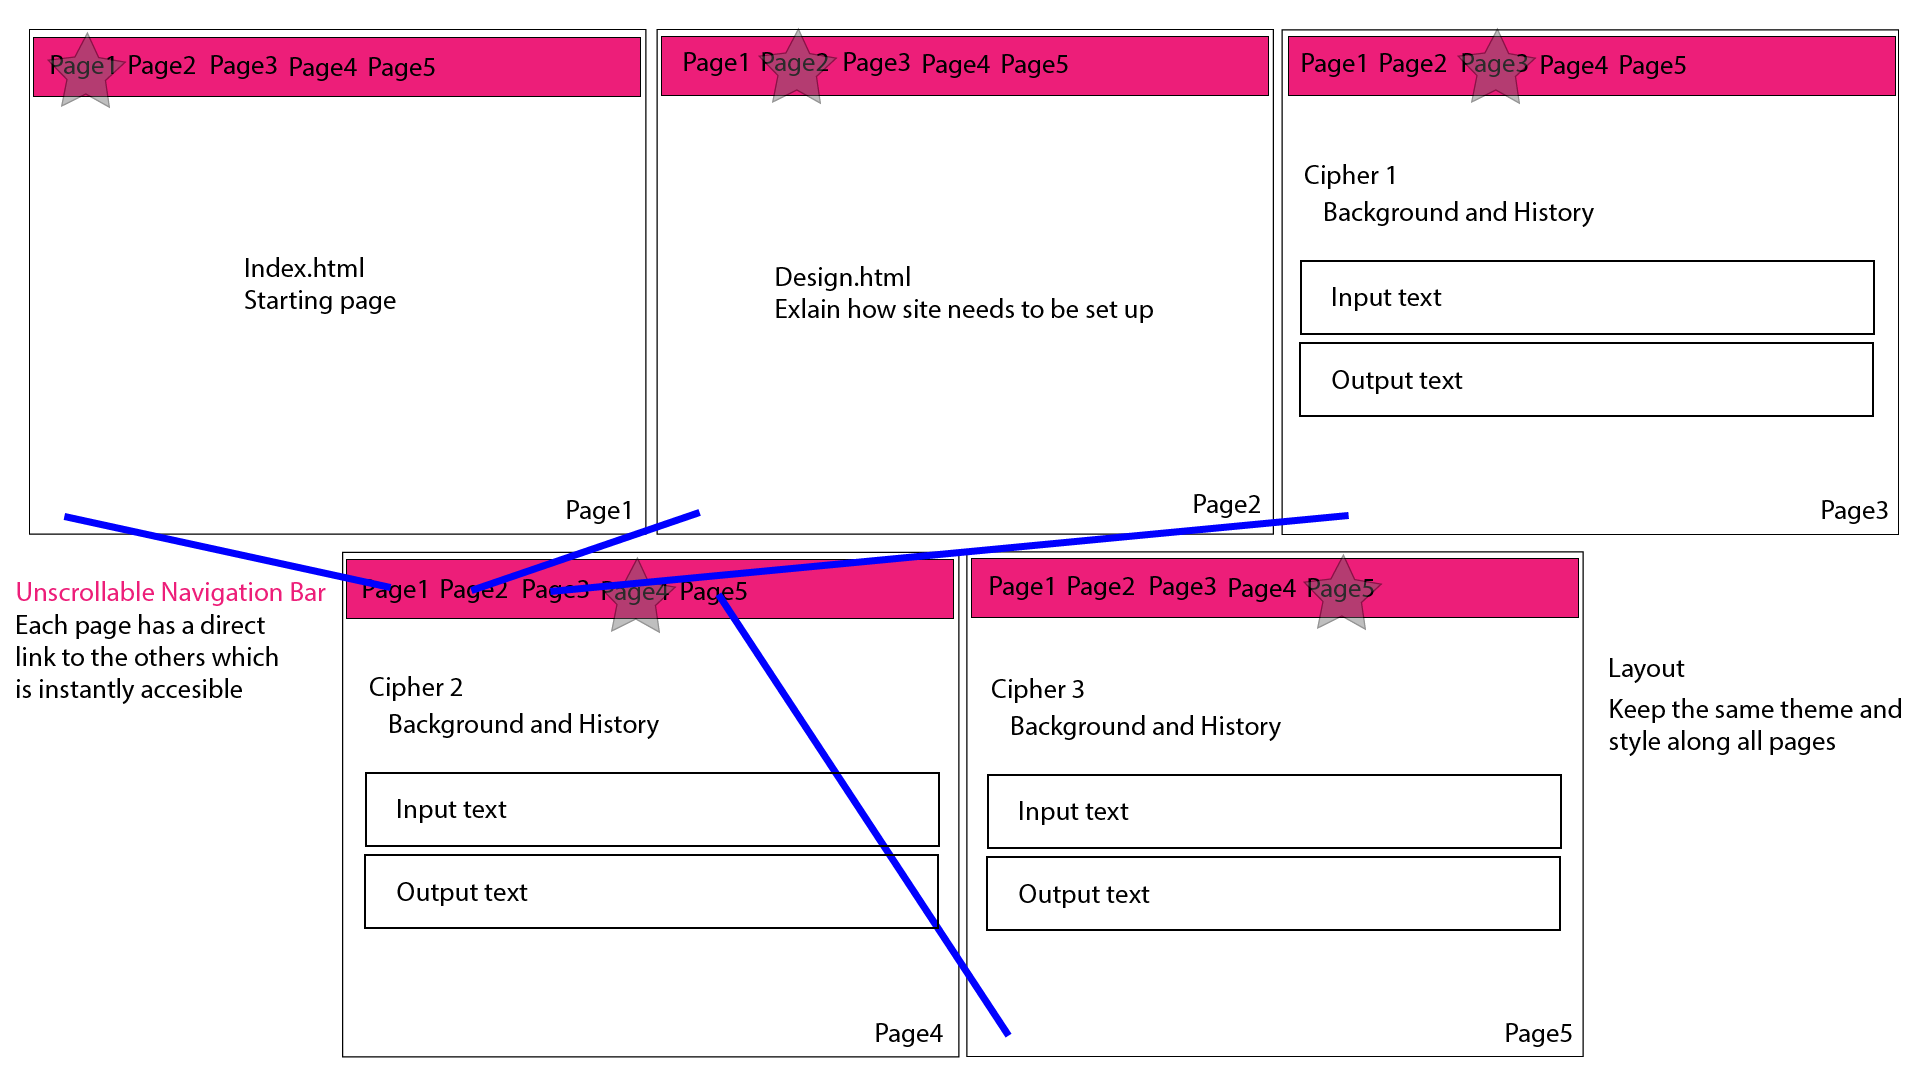 Page1 Page2 Page3 Page4 Page5
Index.html
Starting page
Page1
Page1 Page2 Page3 Page4 Page5
Design.html
Exlain how site needs to be set up
Page2
Page1 Page2 Page3 Page4 Page5
Cipher 1
Background and History
Input text
Output text
Page3
Unscrollable Navigation Bar
Each page has a direct
link to the others which
is instantly accesible
Page1 Page2 Page3 Page4 Page5
Cipher 2
Background and History
Input text
Output text
Page4
Page1 Page2 Page3 Page4 Page5
Cipher 3
Background and History
Input text
Output text
Page5
Layout
Keep the same theme and
style along all pages